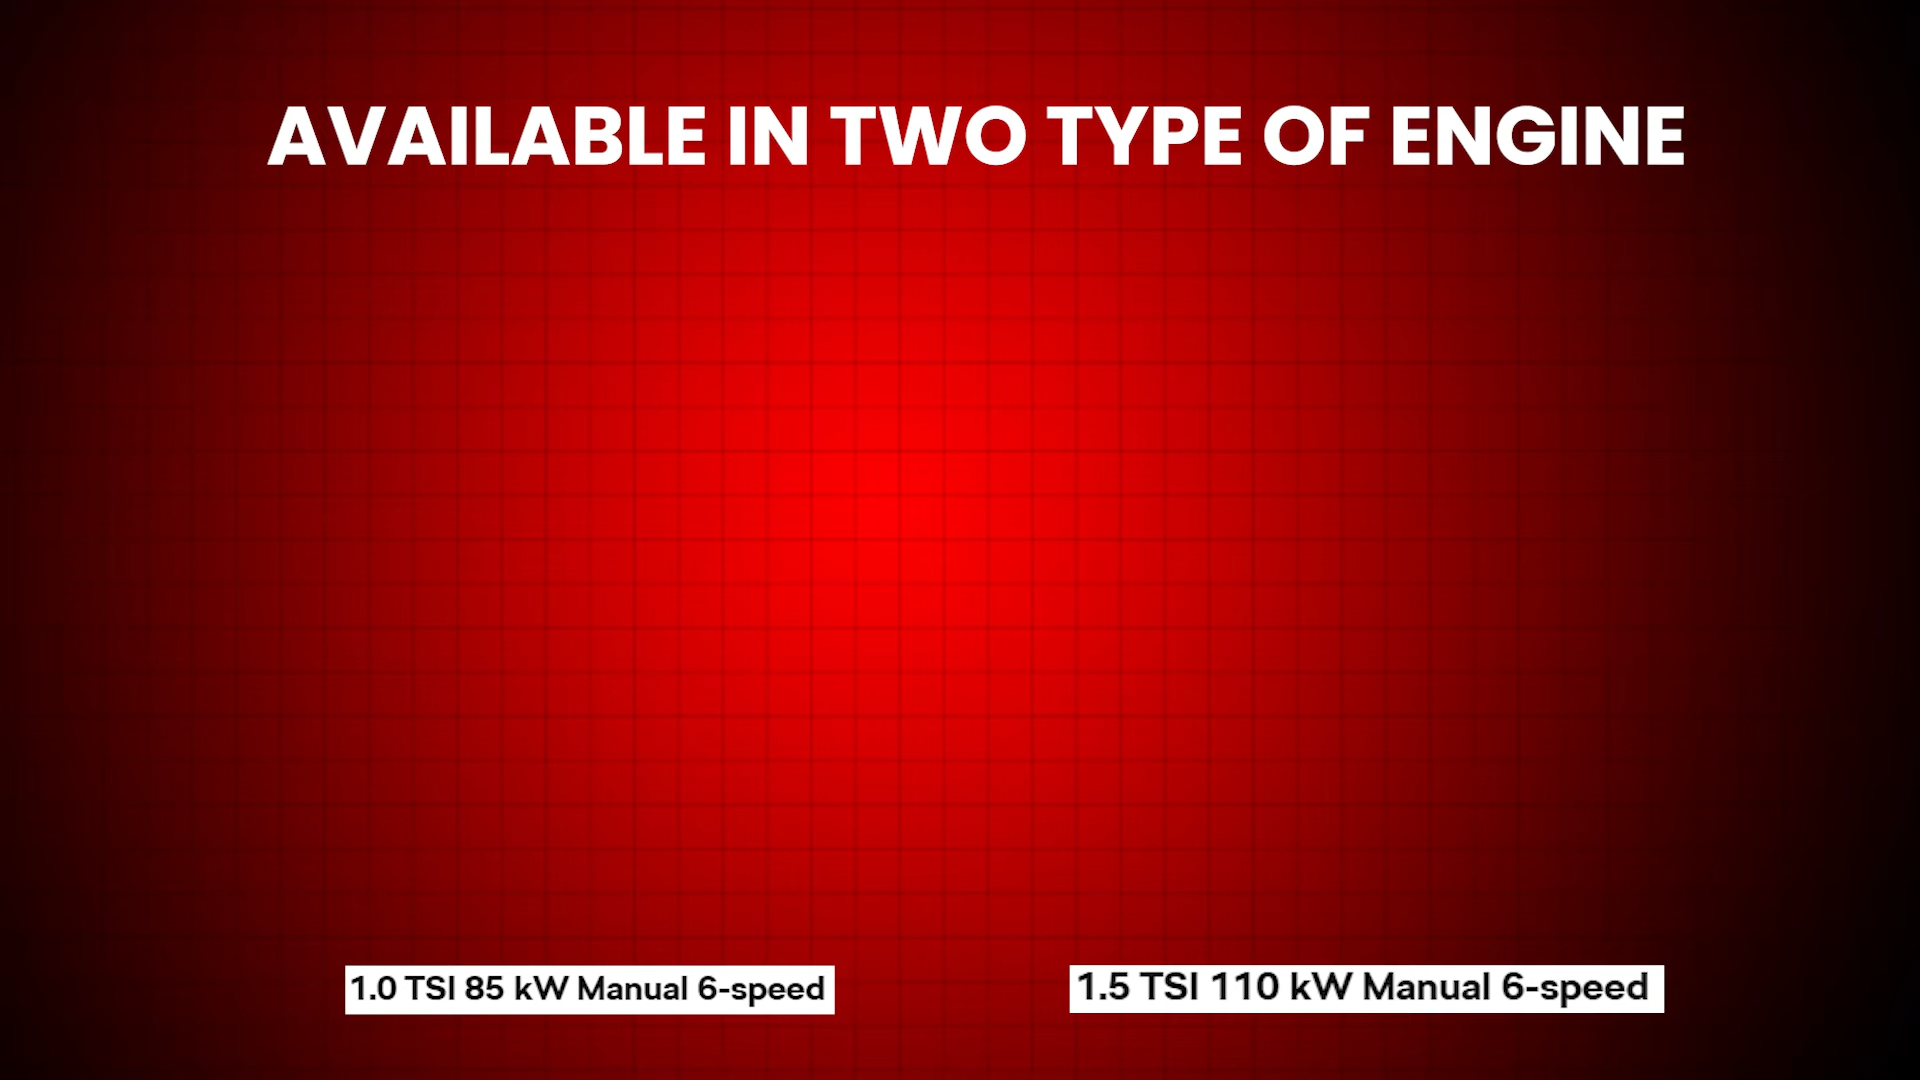 AVAILABLE IN TWO TYPE OF ENGINE
1.0 TSI 85 kW Manual 6-speed
1.5 TSI 110 kW Manual 6-speed